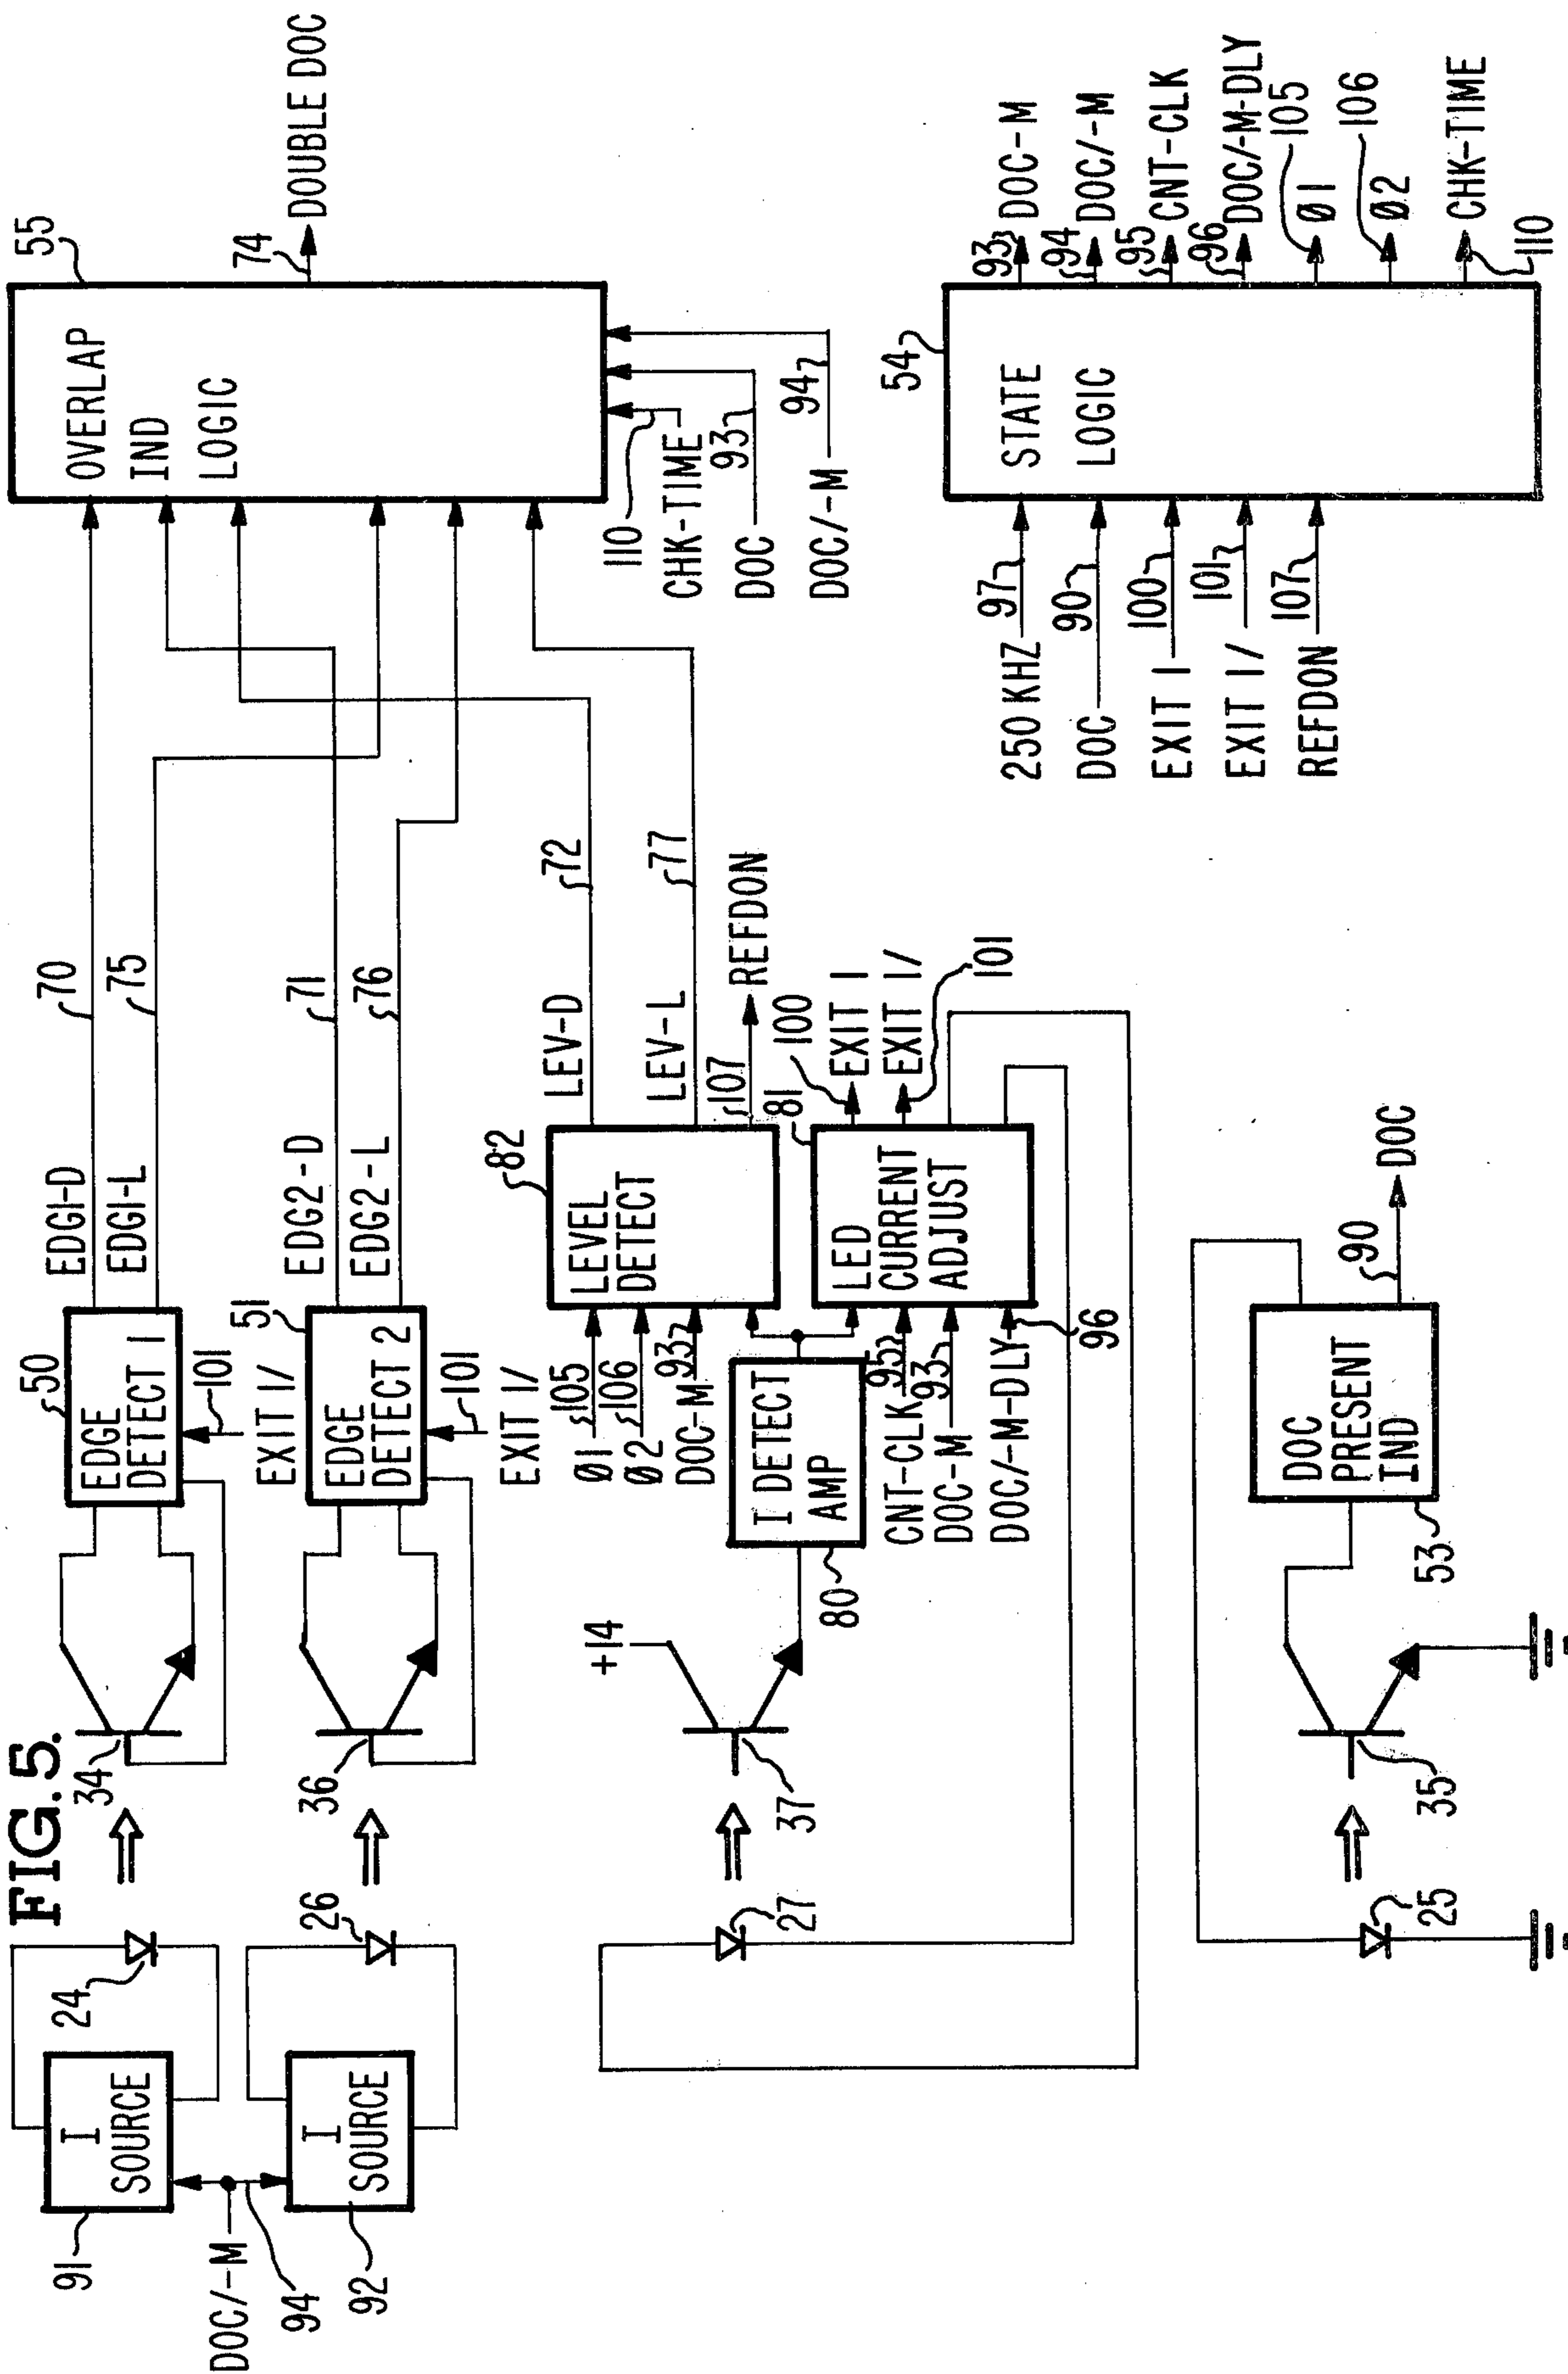 FIG. 5.
91
I
SOURCE
24
DOC/-M
94
92
I
SOURCE
26
34
50
EDGE
DETECT 1
101
EXIT 1/
EDG1-D
EDG1-L
70
75
36
51
EDGE
DETECT 2
101
EXIT 1/
EDG2-D
EDG2-L
71
76
55
OVERLAP
IND
LOGIC
74
DOUBLE DOC
110
CHK-TIME
93
DOC
94
DOC/-M
+14
37
27
80
I DETECT
AMP
82
LEVEL
DETECT
Ø1
105
Ø2
106
DOC-M
93
LEV-D
72
LEV-L
77
107
REFDON
81
LED
CURRENT
ADJUST
CNT-CLK
95
DOC-M
93
DOC/-M-DLY
96
100
EXIT 1
EXIT 1/
101
25
35
53
DOC
PRESENT
IND
90
DOC
54
STATE
LOGIC
250KHZ
97
DOC
90
EXIT 1
100
EXIT 1/
101
REFDON
107
93
DOC-M
94
DOC/-M
95
CNT-CLK
96
DOC/-M-DLY
105
Ø1
106
Ø2
CHK-TIME
110